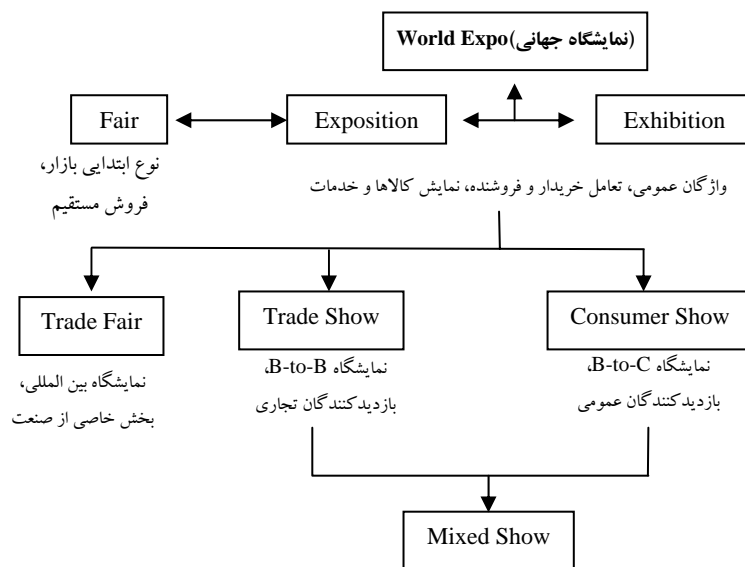 World Expo(نمایشگاه جهانی)
Fair
Exposition
Exhibition
نوع ابتدایی بازار،
فروش مستقیم
واژگان عمومی، تعامل خریدار و فروشنده، نمایش کالاها و خدمات
Trade Fair
Trade Show
Consumer Show
نمایشگاه بین المللی،
بخش خاصی از صنعت
نمایشگاه B-to-B،
بازدیدکنندگان تجاری
نمایشگاه B-to-C،
بازدیدکنندگان عمومی
Mixed Show